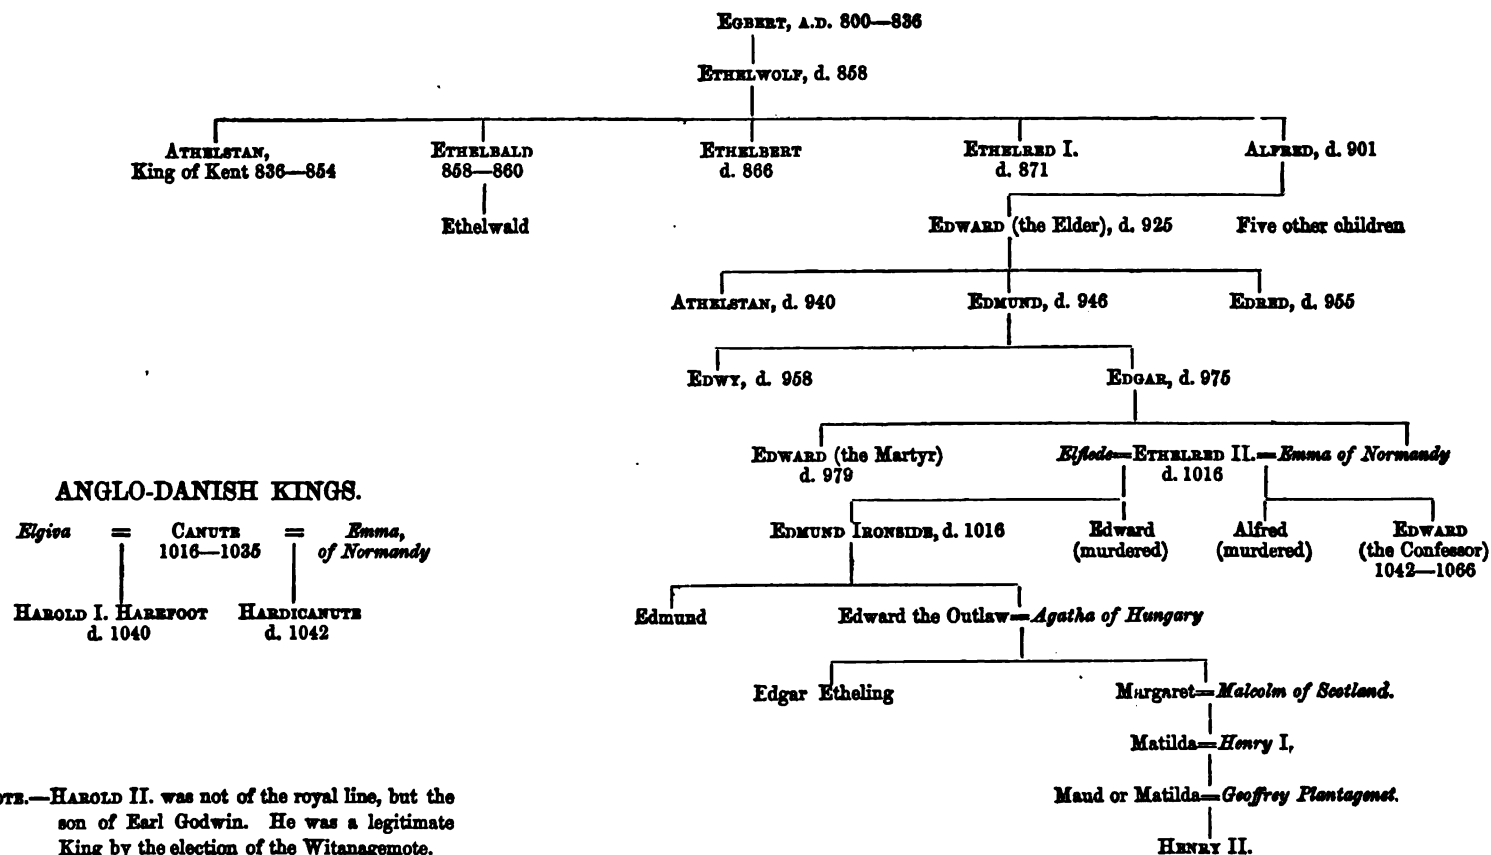 EGBERT, A.D. 800—836
ETHELWOLF, d. 858
ATHELSTAN,
King of Kent 836—854
ETHELBALD
858—860
ETHELBERT
d. 866
ETHELRED I.
d. 871
ALFRED, d. 901
Ethelwald
EDWARD (the Elder), d. 925
Five other children
ATHELSTAN, d. 940
EDMUND, d. 946
EDRED, d. 955
EDWY, d. 958
EDGAR, d. 975
EDWARD (the Martyr)
d. 979
Elflede=ETHELRED II.=Emma of Normandy
d. 1016
EDMUND IRONSIDE, d. 1016
Edward
(murdered)
Alfred
(murdered)
EDWARD
(the Confessor)
1042—1066
Edmund
Edward the Outlaw=Agatha of Hungary
Edgar Etheling
Margaret=Malcolm of Scotland.
Matilda=Henry I,
Maud or Matilda=Geoffrey Plantagenet.
HENRY II.
ANGLO-DANISH KINGS.
Elgiva = CANUTE = Emma,
1016—1035 of Normandy
HAROLD I. HAREFOOT
d. 1040
HARDICANUTE
d. 1042
OTE.—HAROLD II. was not of the royal line, but the
son of Earl Godwin. He was a legitimate
King by the election of the Witanagemote.